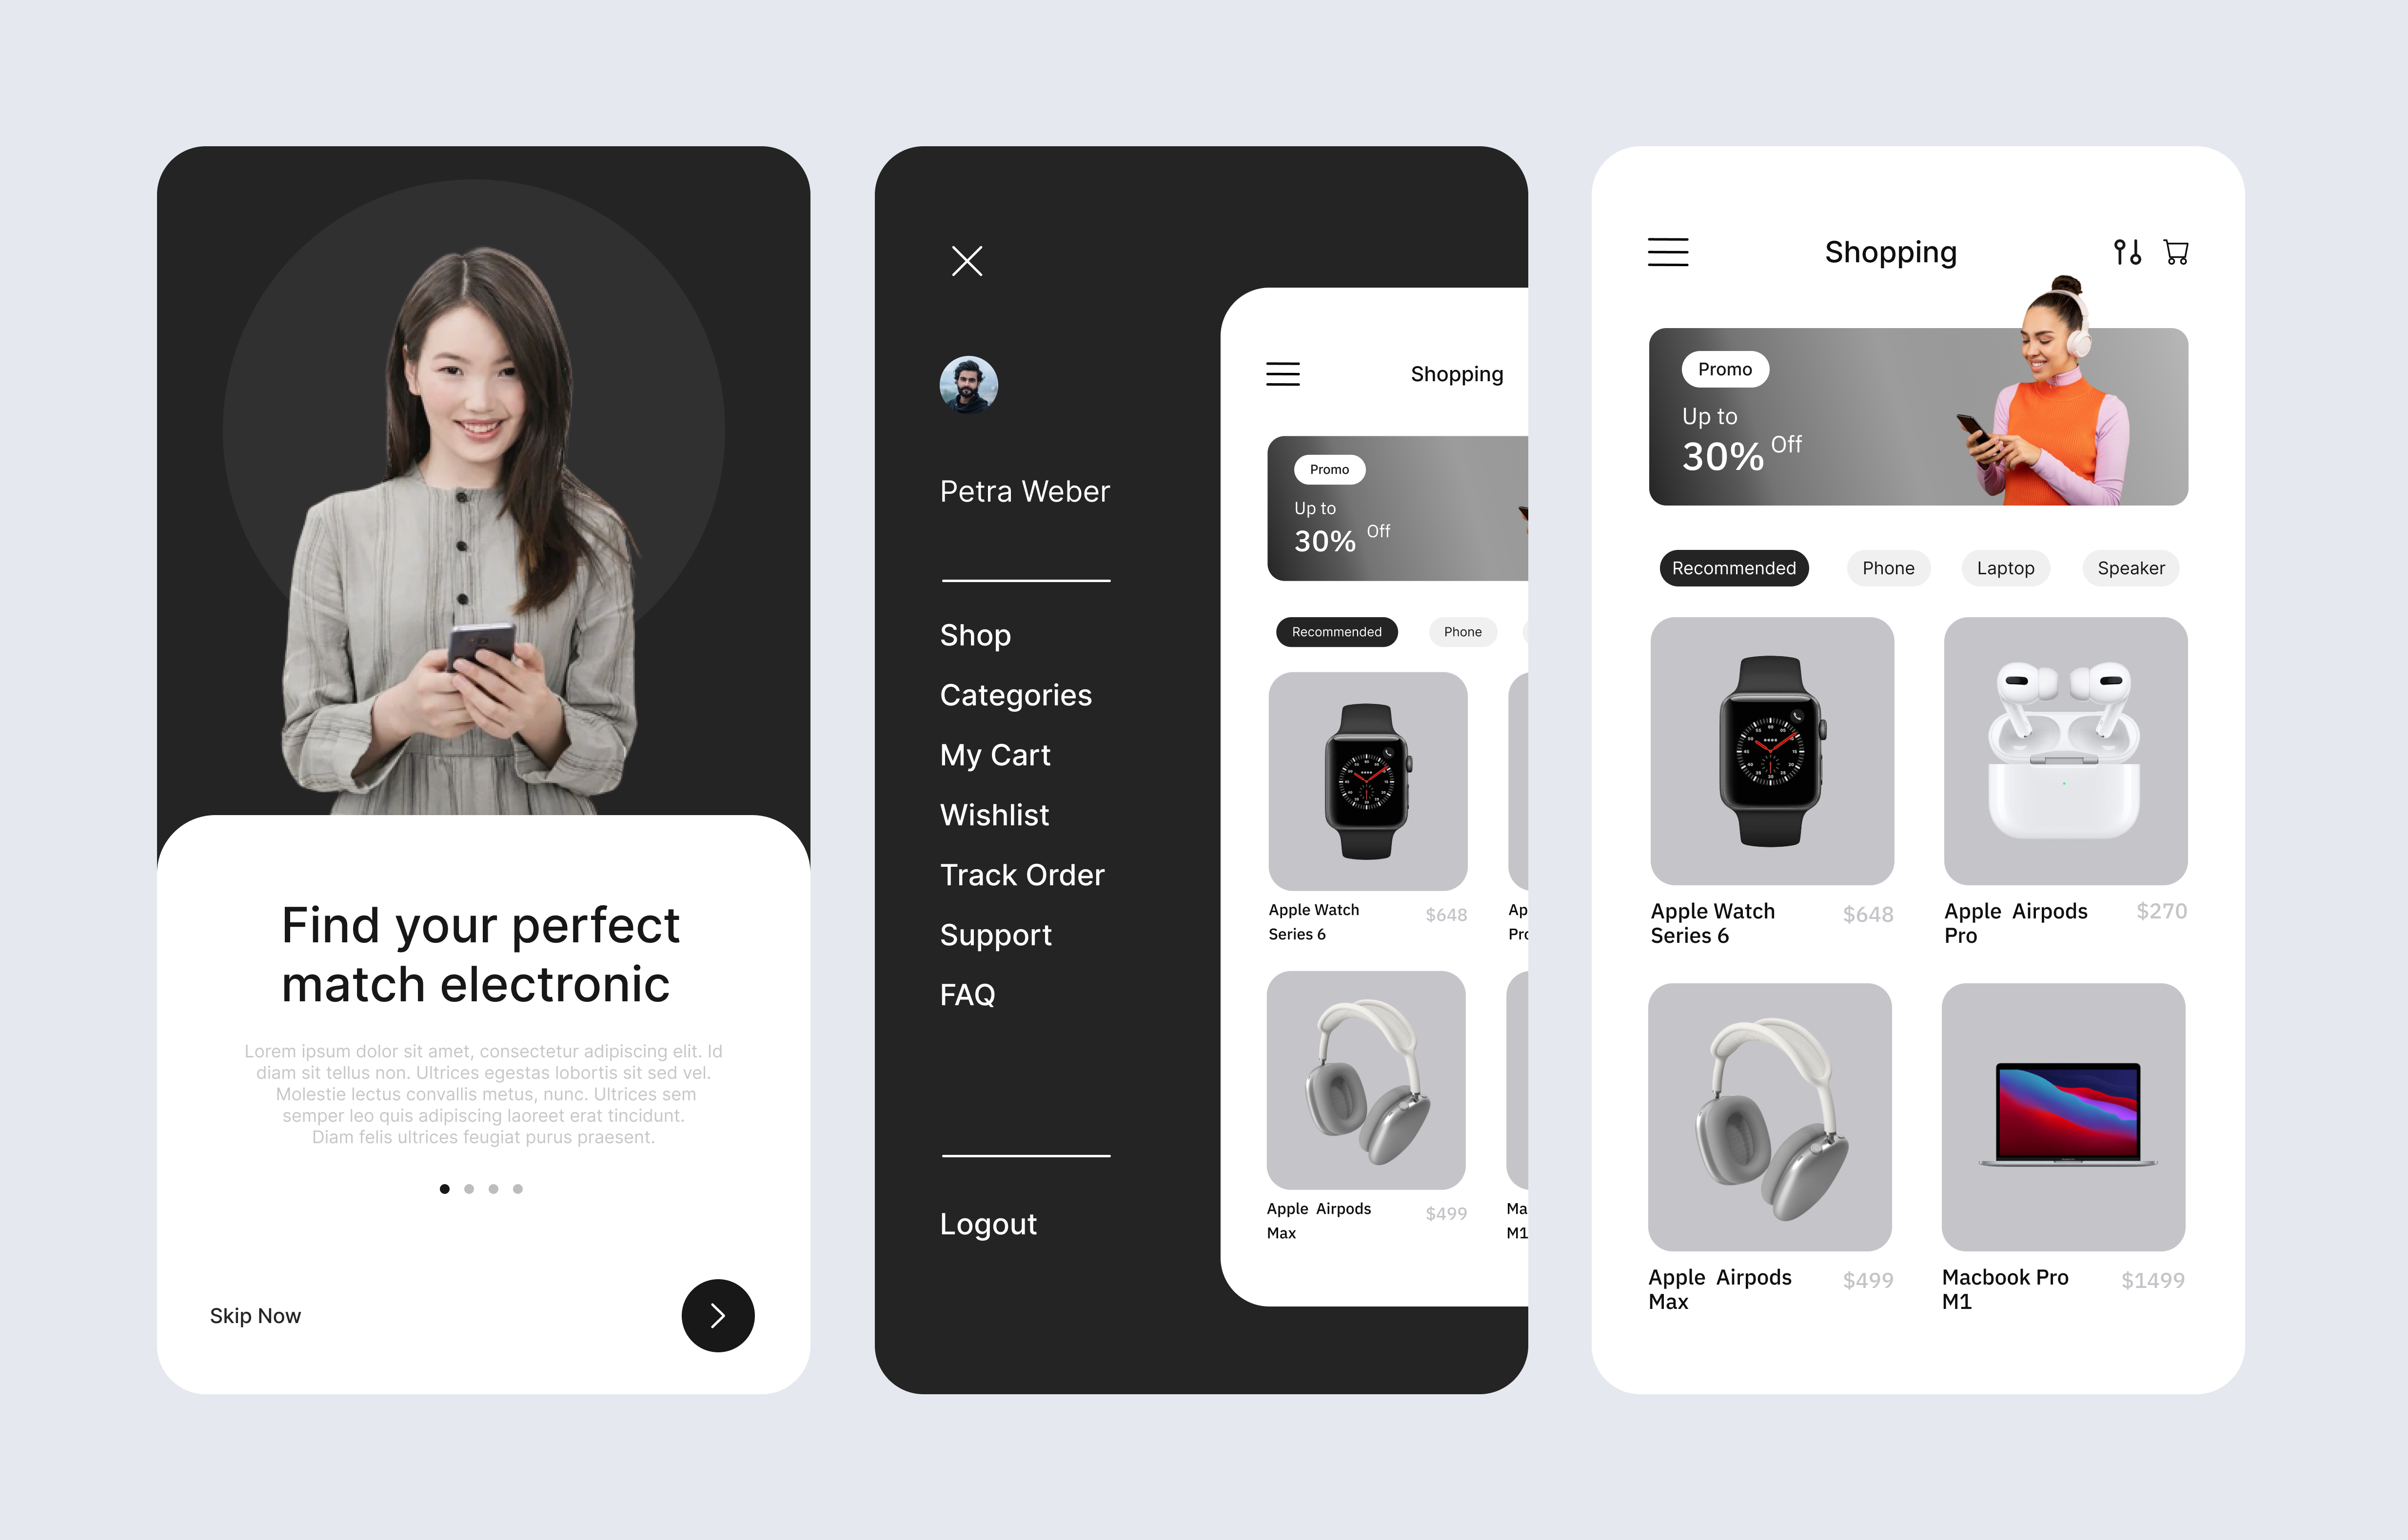 Find your perfect
match electronic
Lorem ipsum dolor sit amet, consectetur adipiscing elit. Id
diam sit tellus non. Ultrices egestas lobortis sit sed vel.
Molestie lectus convallis metus, nunc. Ultrices sem
semper leo quis adipiscing laoreet erat tincidunt.
Diam felis ultrices feugiat purus praesent.
Skip Now
Petra Weber
Shop
Categories
My Cart
Wishlist
Track Order
Support
FAQ
Logout
Shopping
Promo
Up to
30% Off
Recommended Phone
Apple Watch $648 Ap
Series 6 Pro
Apple Airpods $499 Ma
Max M1
Shopping
Promo
Up to
30% Off
Recommended Phone Laptop Speaker
Apple Watch $648 Apple Airpods $270
Series 6 Pro
Apple Airpods $499 Macbook Pro $1499
Max M1